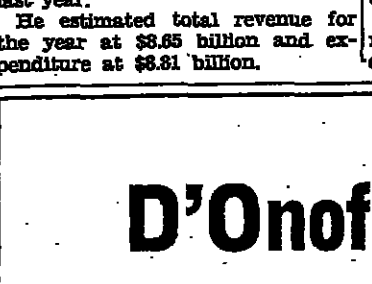 last year.
He estimated total revenue for
the year at $8.65 billion and ex-
penditure at $8.81 billion.
D'Onof